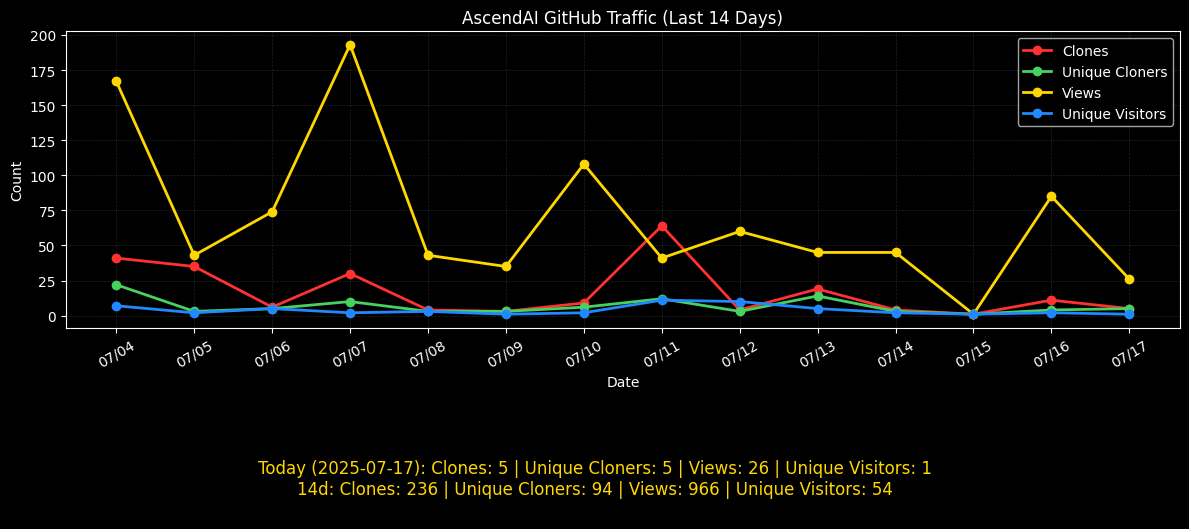 AscendAI GitHub Traffic (Last 14 Days)
200
175
150
125
100
75
50
25
0
Count
Clones
Unique Cloners
Views
Unique Visitors
07/04 07/05 07/06 07/07 07/08 07/09 07/10 07/11 07/12 07/13 07/14 07/15 07/16 07/17
Date
Today (2025-07-17): Clones: 5 | Unique Cloners: 5 | Views: 26 | Unique Visitors: 1
14d: Clones: 236 | Unique Cloners: 94 | Views: 966 | Unique Visitors: 54